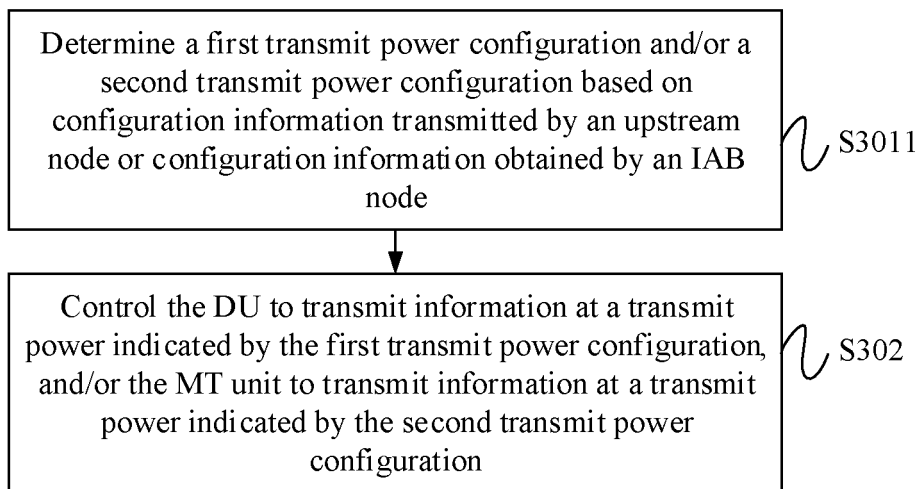 Determine a first transmit power configuration and/or a
second transmit power configuration based on
configuration information transmitted by an upstream
node or configuration information obtained by an IAB
node
S3011
Control the DU to transmit information at a transmit
power indicated by the first transmit power configuration,
and/or the MT unit to transmit information at a transmit
power indicated by the second transmit power
configuration
S302